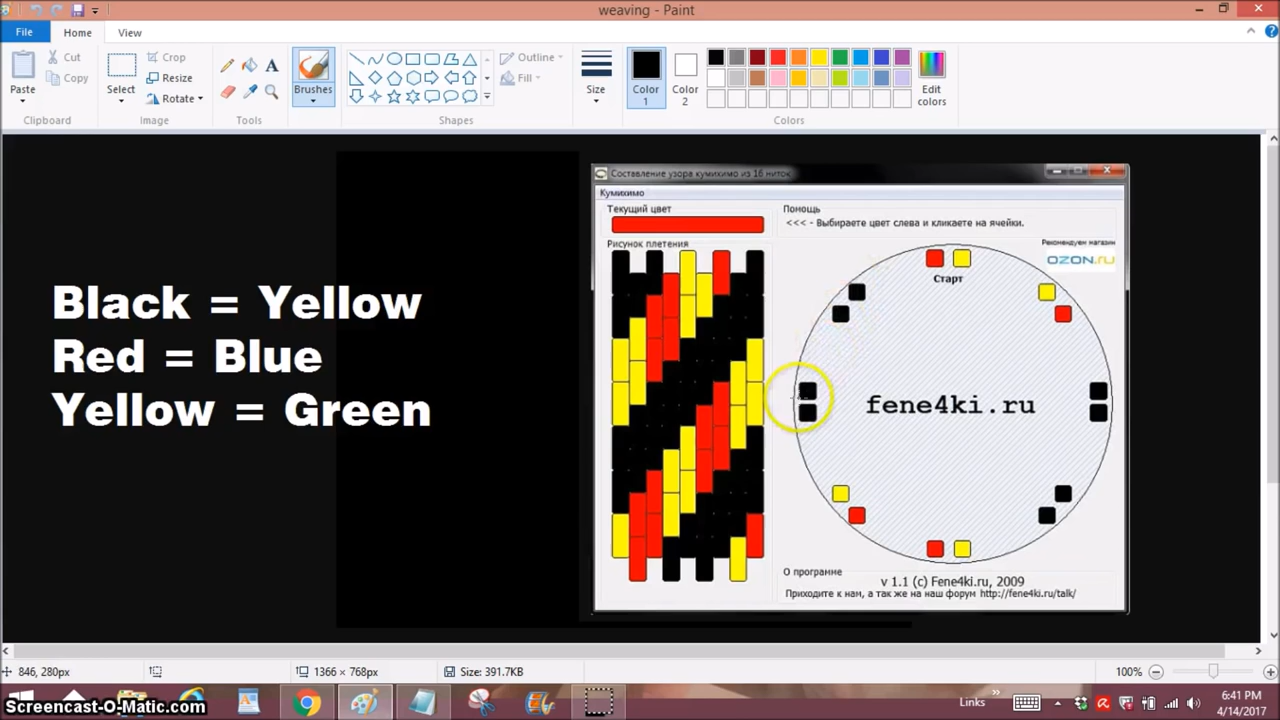 weaving - Paint
File
Home
View
Paste
Cut
Copy
Clipboard
Select
Crop
Resize
Rotate
Image
Tools
Brushes
Shapes
Outline
Fill
Size
Color 1
Color 2
Colors
Edit colors
Составление узора кумихимо из 16 ниток
Кумихимо
Текущий цвет
Помощь
<<< - Выбираете цвет слева и кликаете на ячейки.
Рисунок плетения
Рекомендуем магазин
OZON.ru
Старт
Black = Yellow
Red = Blue
Yellow = Green
fene4ki.ru
О программе
v 1.1 (c) Fene4ki.ru, 2009
Приходите к нам, а так же на наш форум http://fene4ki.ru/talk/
846, 280px
1366 × 768px
Size: 391.7KB
100%
Screencast-O-Matic.com
Links
6:41 PM
4/14/2017